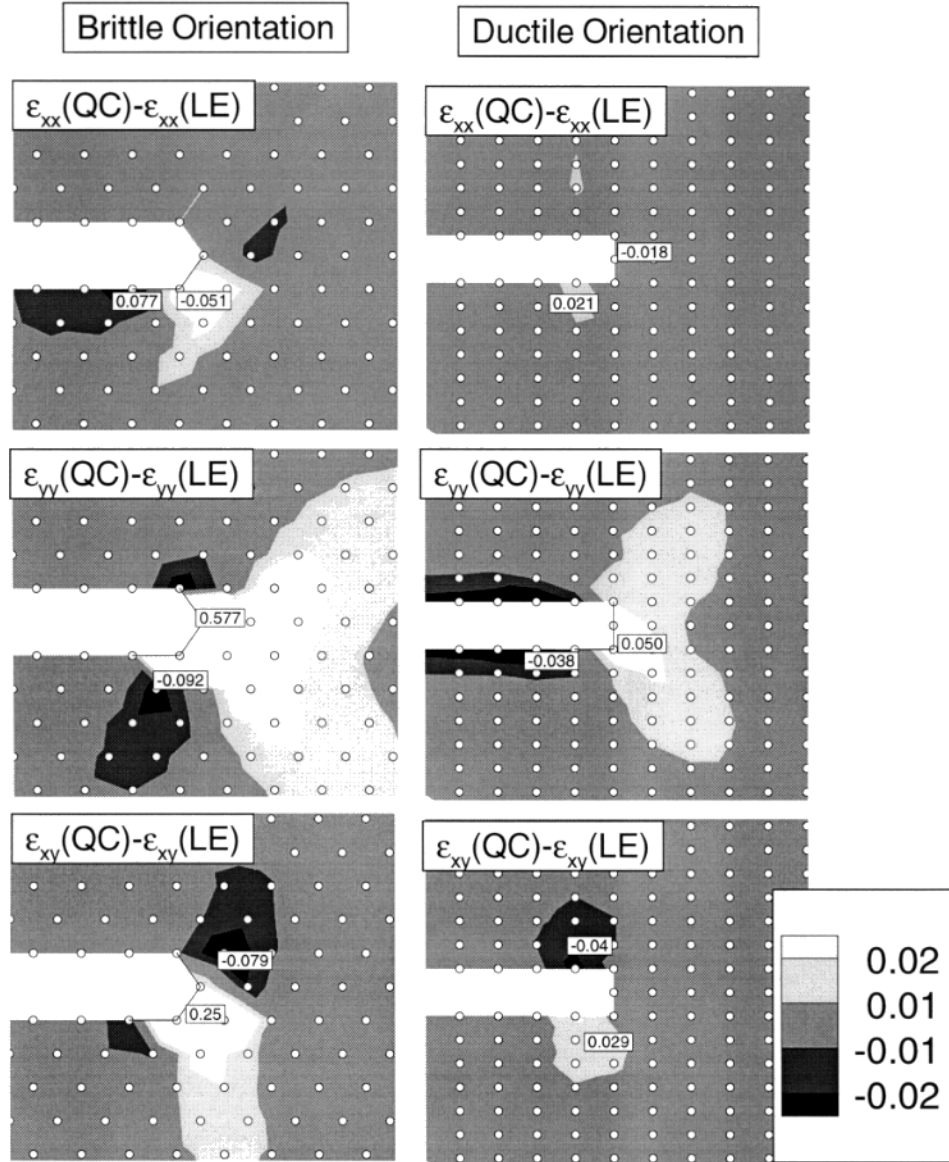 Brittle Orientation
Ductile Orientation
εxx(QC)-εxx(LE)
0.077
-0.051
εxx(QC)-εxx(LE)
-0.018
0.021
εyy(QC)-εyy(LE)
0.577
-0.092
εyy(QC)-εyy(LE)
0.050
-0.038
εxy(QC)-εxy(LE)
-0.079
0.25
εxy(QC)-εxy(LE)
-0.04
0.029
0.02
0.01
-0.01
-0.02